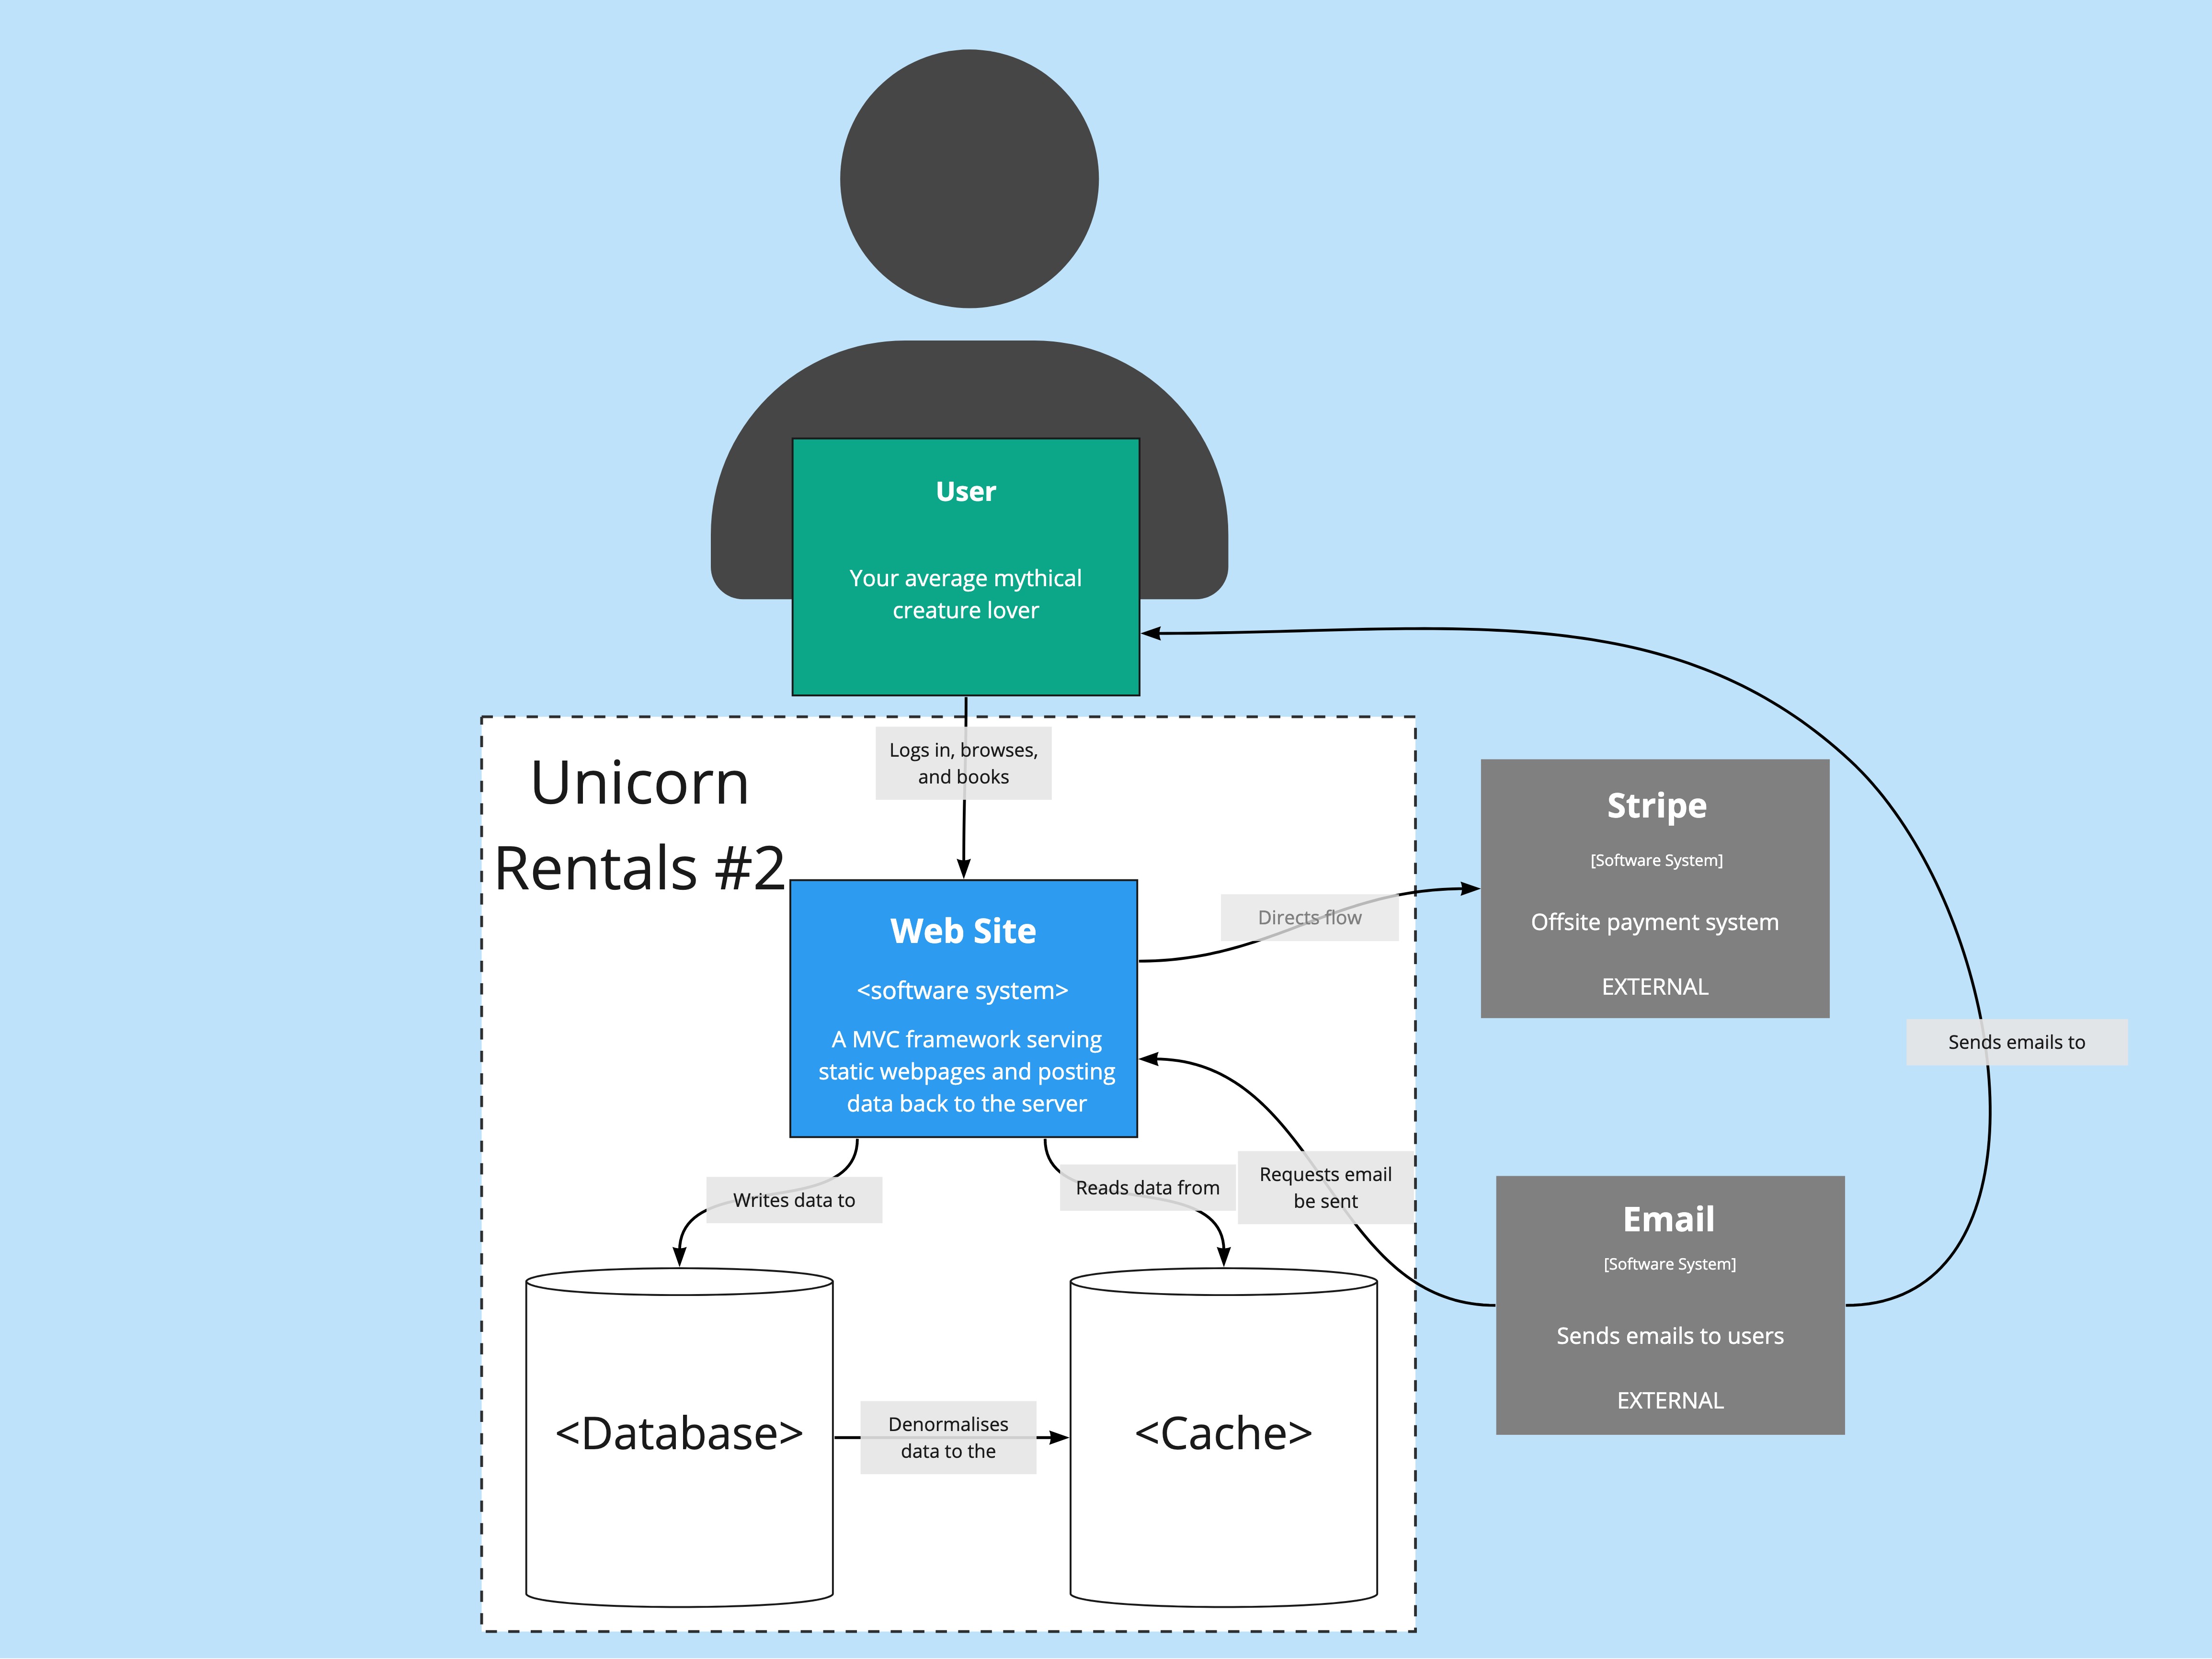 User
Your average mythical
creature lover
Unicorn
Rentals #2
Logs in, browses,
and books
Web Site
<software system>
A MVC framework serving
static webpages and posting
data back to the server
Directs flow
Stripe
[Software System]
Offsite payment system
EXTERNAL
Sends emails to
Writes data to
Reads data from
Requests email
be sent
Email
[Software System]
Sends emails to users
EXTERNAL
<Database>
Denormalises
data to the
<Cache>